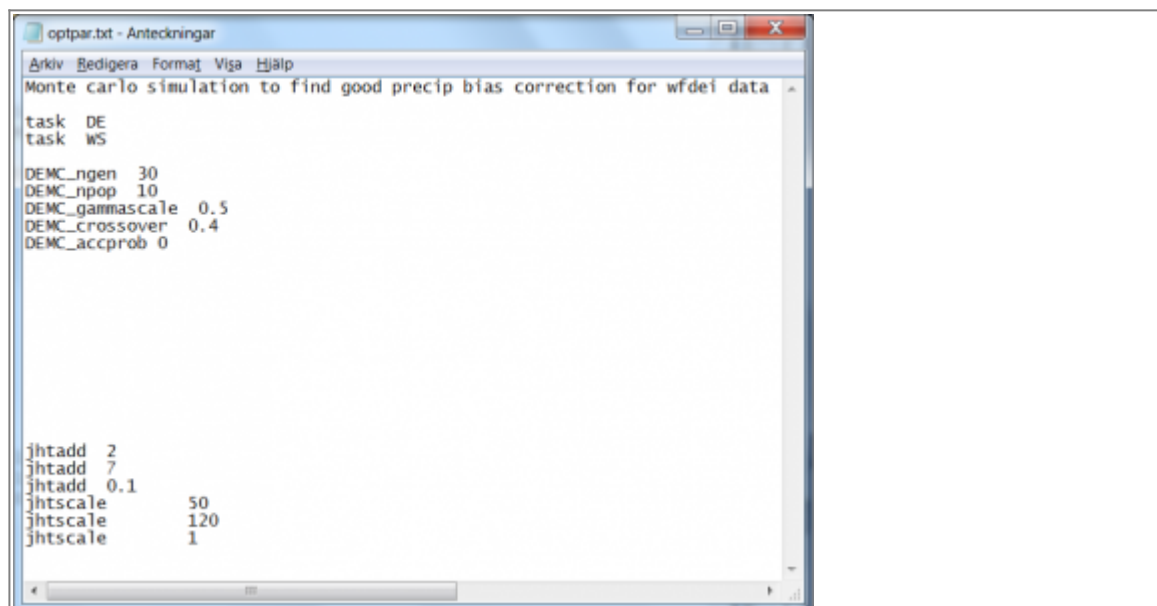 optpar.txt - Anteckningar
Arkiv Redigera Format Visa Hjälp
Monte carlo simulation to find good precip bias correction for wfdei data
task DE
task WS
DEMC_ngen 30
DEMC_npop 10
DEMC_gammascale 0.5
DEMC_crossover 0.4
DEMC_accprob 0
jhtadd 2
jhtadd 7
jhtadd 0.1
jhtscale 50
jhtscale 120
jhtscale 1